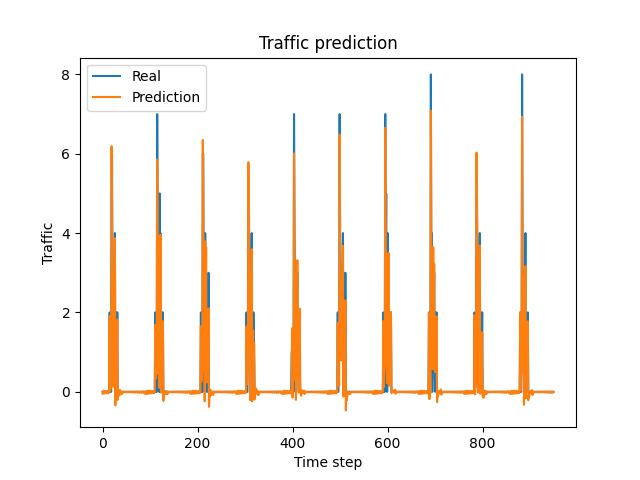 Traffic prediction
Real
Prediction
8
6
4
2
0
Traffic
0 200 400 600 800
Time step